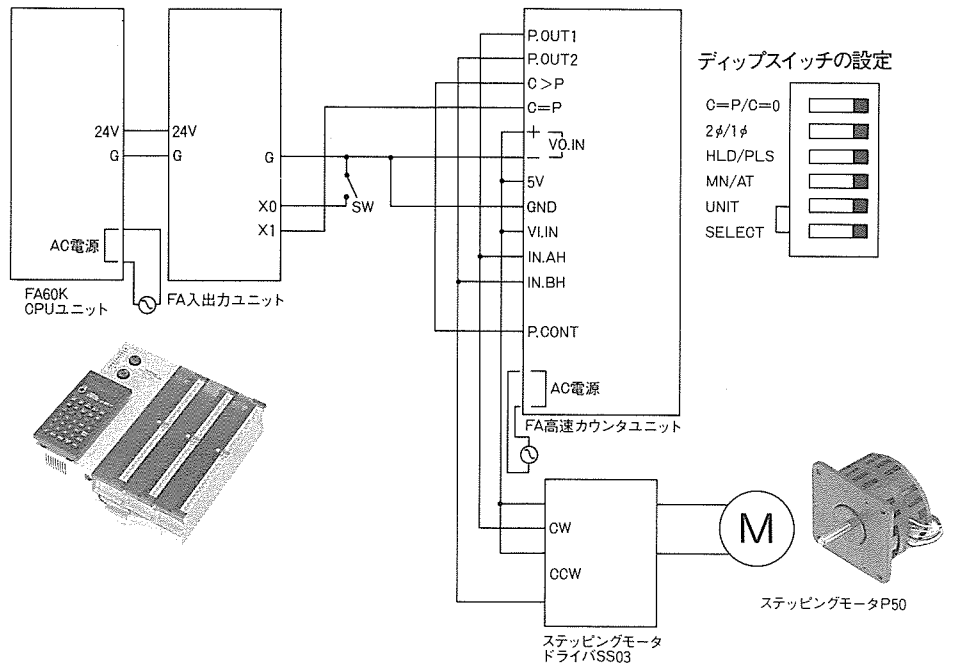 24V
G
AC電源
FA60K
CPUユニット
24V
G
G
X0
X1
FA入出力ユニット
SW
P.OUT1
P.OUT2
C>P
C=P
+
VO.IN
−
5V
GND
VI.IN
IN.AH
IN.BH
P.CONT
AC電源
FA高速カウンタユニット
ディップスイッチの設定
C=P/C=0
2φ/1φ
HLD/PLS
MN/AT
UNIT
SELECT
CW
CCW
ステッピングモータ
ドライバSS03
M
ステッピングモータP50